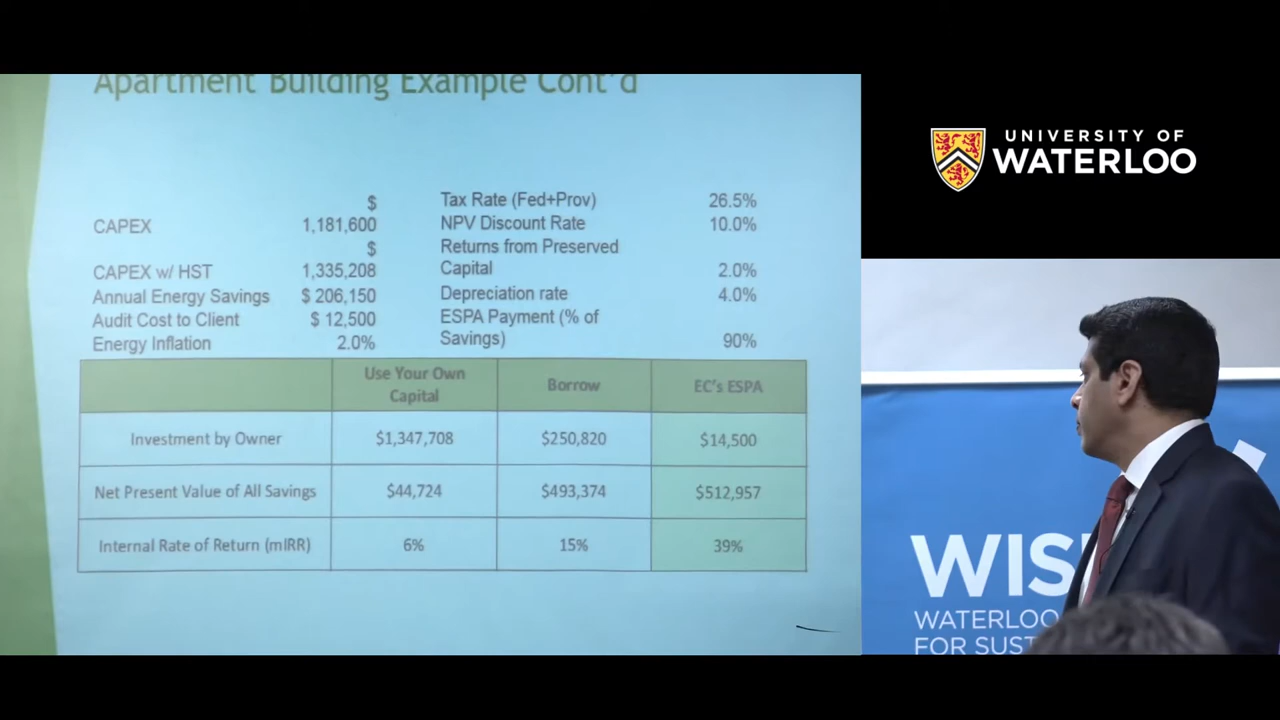 Apartment Building Example Cont'd
$
CAPEX 1,181,600
$
CAPEX w/ HST 1,335,208
Annual Energy Savings $ 206,150
Audit Cost to Client $ 12,500
Energy Inflation 2.0%
Tax Rate (Fed+Prov) 26.5%
NPV Discount Rate 10.0%
Returns from Preserved
Capital 2.0%
Depreciation rate 4.0%
ESPA Payment (% of
Savings) 90%
Use Your Own
Capital
Borrow
EC's ESPA
Investment by Owner $1,347,708 $250,820 $14,500
Net Present Value of All Savings $44,724 $493,374 $512,957
Internal Rate of Return (mIRR) 6% 15% 39%
UNIVERSITY OF
WATERLOO
WIS
WATERLOO
FOR SUST